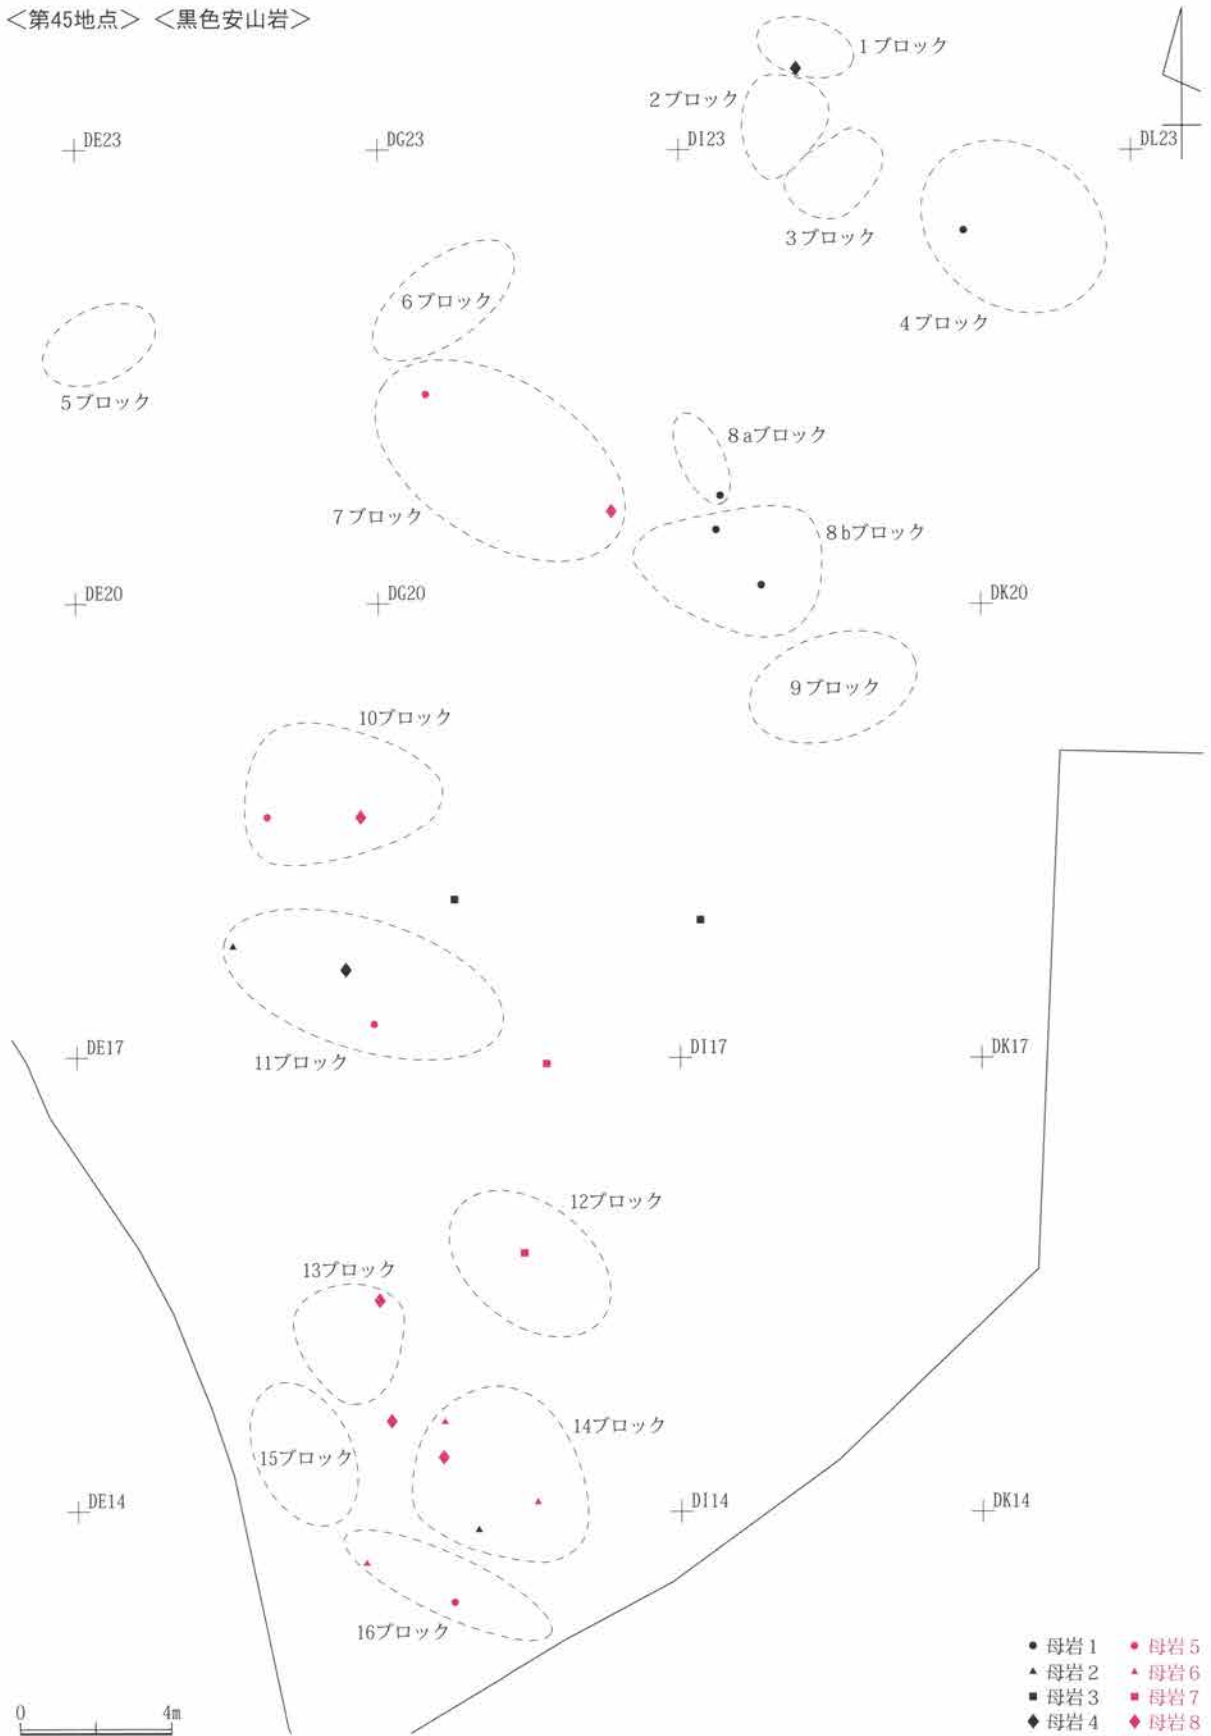 ＜第45地点＞ ＜黒色安山岩＞
1ブロック
2ブロック
DE23
DG23
DI23
DL23
3ブロック
6ブロック
4ブロック
5ブロック
8aブロック
7ブロック
8bブロック
DE20
DG20
DK20
9ブロック
10ブロック
DE17
11ブロック
DI17
DK17
12ブロック
13ブロック
14ブロック
15ブロック
DE14
DI14
DK14
16ブロック
母岩1
母岩5
母岩2
母岩6
母岩3
母岩7
母岩4
母岩8
0 4m